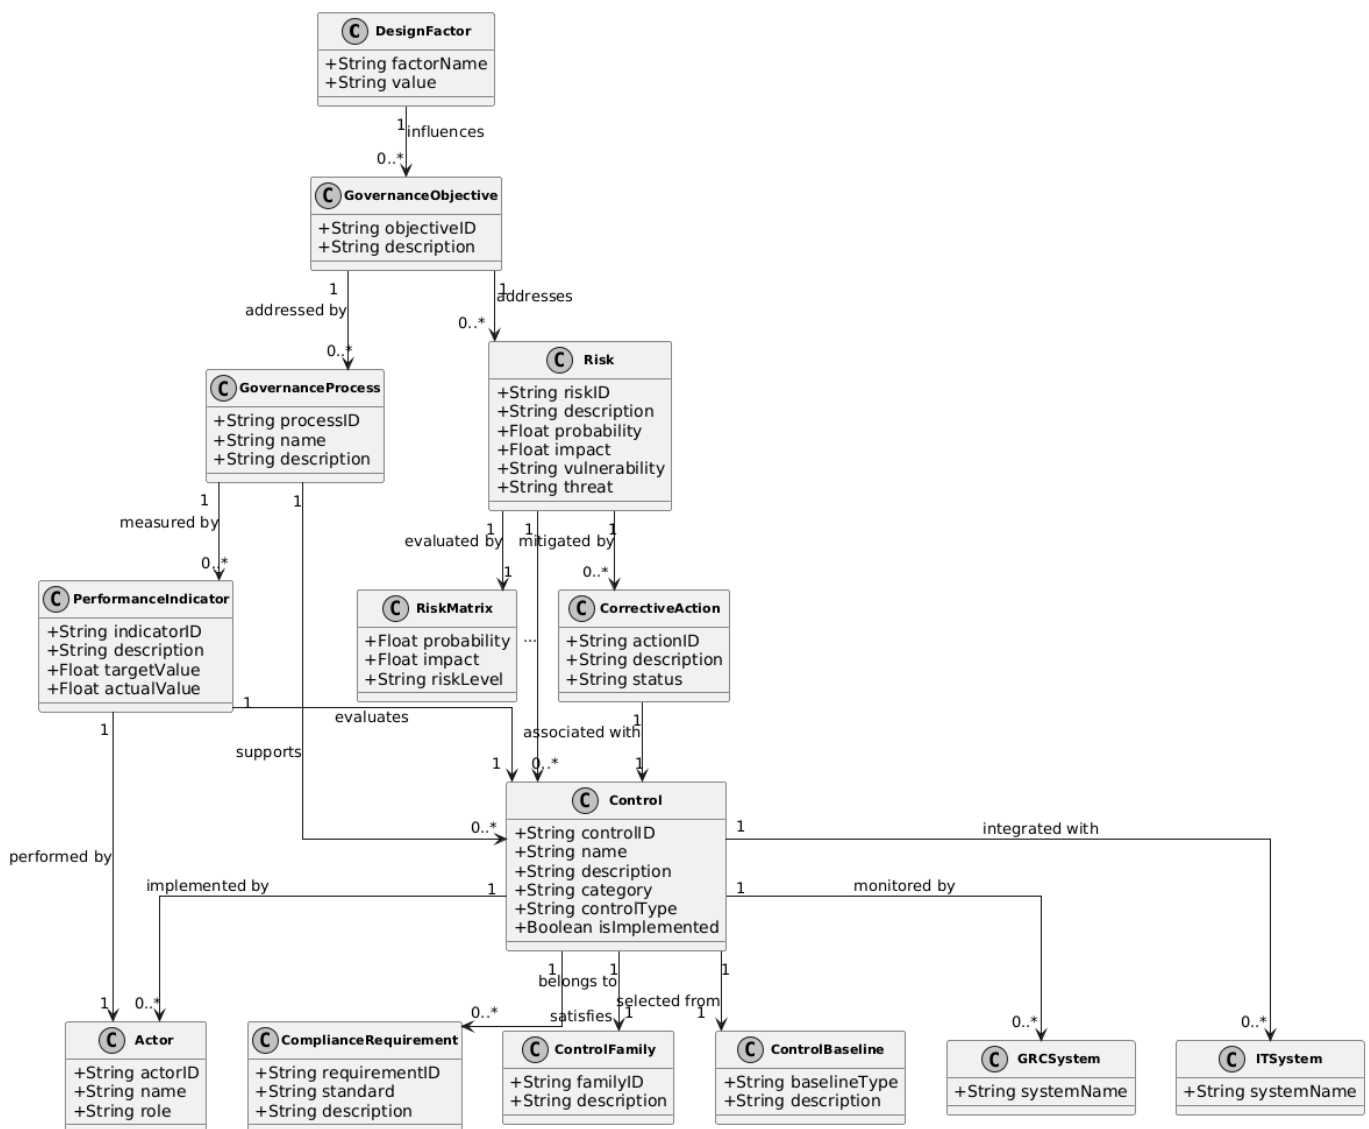 C DesignFactor
+String factorName
+String value
1
influences
0..*
C GovernanceObjective
+String objectiveID
+String description
1
addressed by
0..*
1
addresses
0..*
C GovernanceProcess
+String processID
+String name
+String description
C Risk
+String riskID
+String description
+Float probability
+Float impact
+String vulnerability
+String threat
1
measured by
0..*
1
supports
0..*
1
evaluated by
1
1
...
0..*
1
mitigated by
0..*
C PerformanceIndicator
+String indicatorID
+String description
+Float targetValue
+Float actualValue
C RiskMatrix
+Float probability
+Float impact
+String riskLevel
C CorrectiveAction
+String actionID
+String description
+String status
1
evaluates
1
1
associated with
1
1
performed by
1
C Control
+String controlID
+String name
+String description
+String category
+String controlType
+Boolean isImplemented
1
implemented by
0..*
1
integrated with
0..*
1
monitored by
0..*
1
satisfies
0..*
1
belongs to
1
1
selected from
1
C Actor
+String actorID
+String name
+String role
C ComplianceRequirement
+String requirementID
+String standard
+String description
C ControlFamily
+String familyID
+String description
C ControlBaseline
+String baselineType
+String description
C GRCSystem
+String systemName
C ITSystem
+String systemName